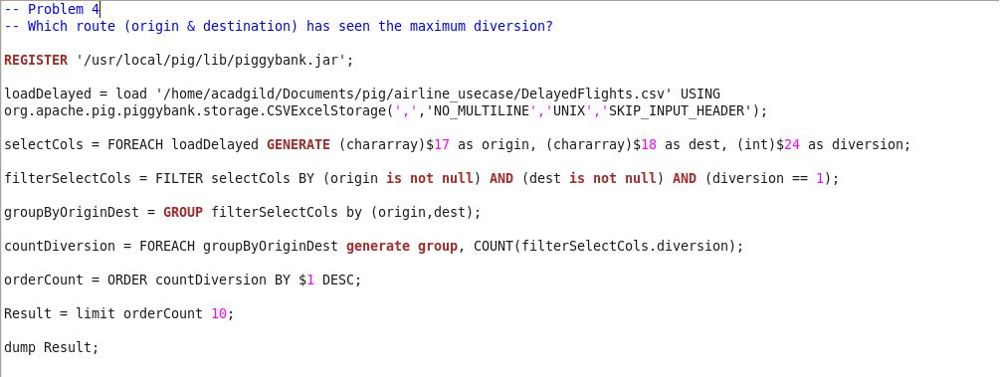 -- Problem 4
-- Which route (origin & destination) has seen the maximum diversion?
REGISTER '/usr/local/pig/lib/piggybank.jar';
loadDelayed = load '/home/acadgild/Documents/pig/airline_usecase/DelayedFlights.csv' USING
org.apache.pig.piggybank.storage.CSVExcelStorage(',','NO_MULTILINE','UNIX','SKIP_INPUT_HEADER');
selectCols = FOREACH loadDelayed GENERATE (chararray)$17 as origin, (chararray)$18 as dest, (int)$24 as diversion;
filterSelectCols = FILTER selectCols BY (origin is not null) AND (dest is not null) AND (diversion == 1);
groupByOriginDest = GROUP filterSelectCols by (origin,dest);
countDiversion = FOREACH groupByOriginDest generate group, COUNT(filterSelectCols.diversion);
orderCount = ORDER countDiversion BY $1 DESC;
Result = limit orderCount 10;
dump Result;